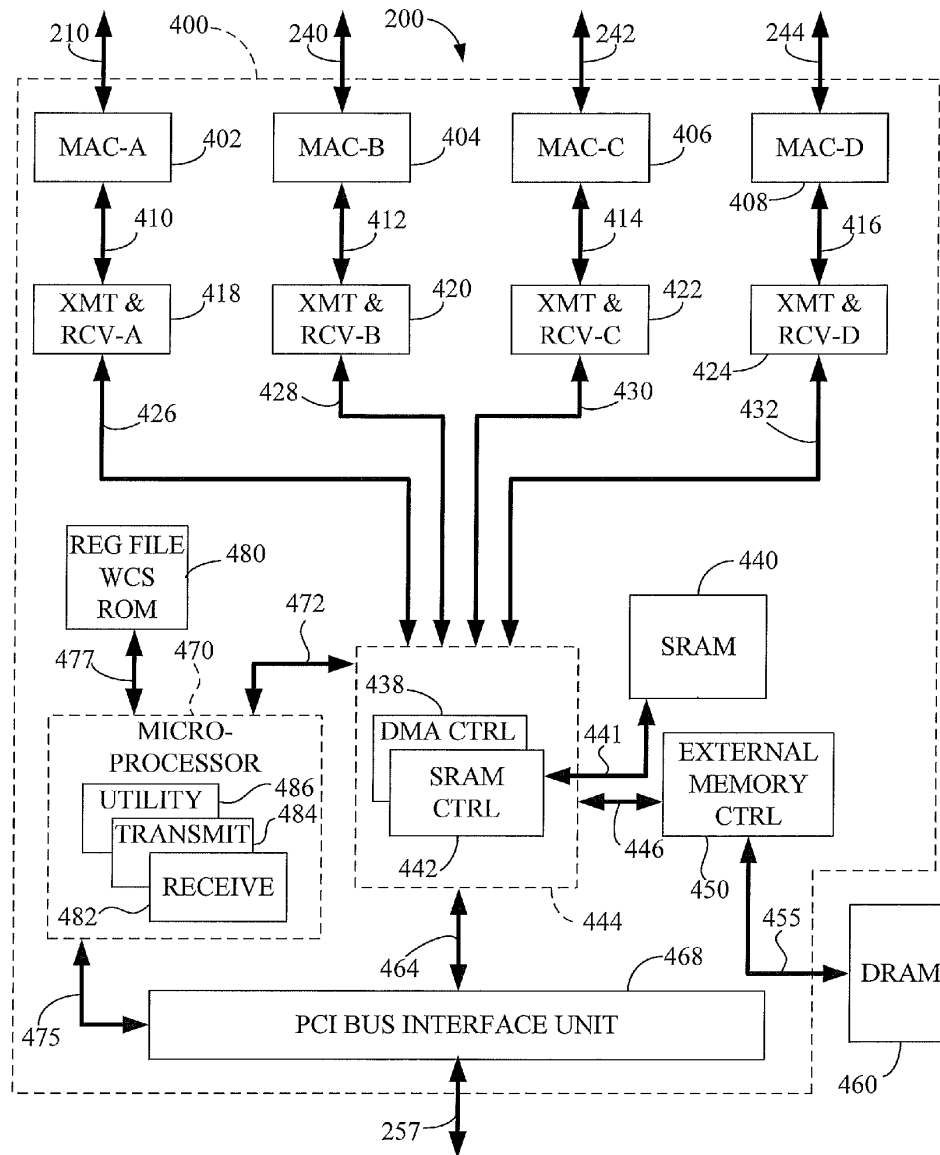 210
400
240
200
242
244
MAC-A
402
MAC-B
404
MAC-C
406
MAC-D
408
410
412
414
416
XMT &
RCV-A
418
XMT &
RCV-B
420
XMT &
RCV-C
422
XMT &
RCV-D
424
426
428
430
432
REG FILE
WCS
ROM
480
477
470
472
440
SRAM
438
DMA CTRL
SRAM
CTRL
442
441
446
EXTERNAL
MEMORY
CTRL
450
MICRO-
PROCESSOR
UTILITY
486
TRANSMIT
484
RECEIVE
482
444
455
DRAM
460
464
468
475
PCI BUS INTERFACE UNIT
257